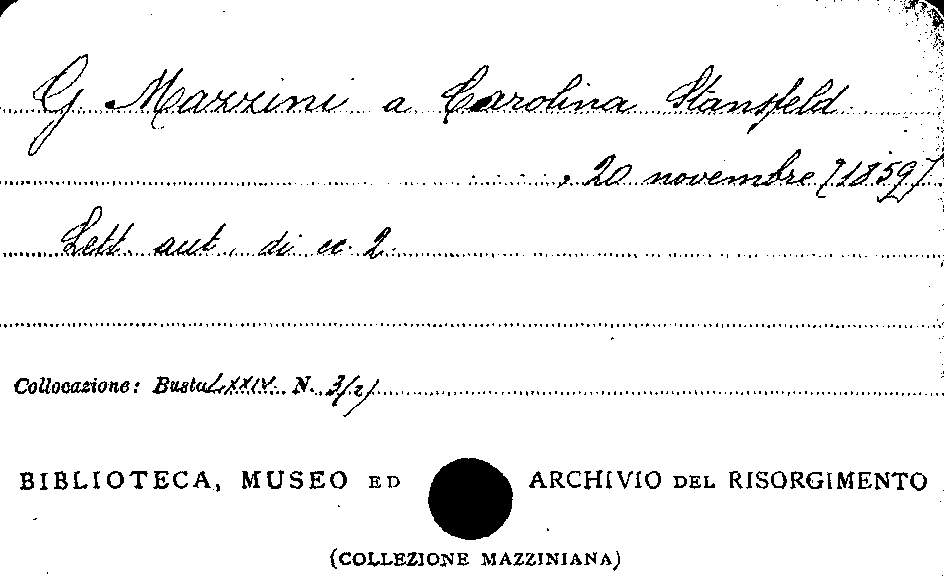 G. Mazzini a Carolina Stansfeld
......, 20 novembre [1859]
Lett. aut. di cc. 2
Collocazione: Busta LXXIV N. 3/2)
BIBLIOTECA, MUSEO ED ARCHIVIO DEL RISORGIMENTO
(COLLEZIONE MAZZINIANA)